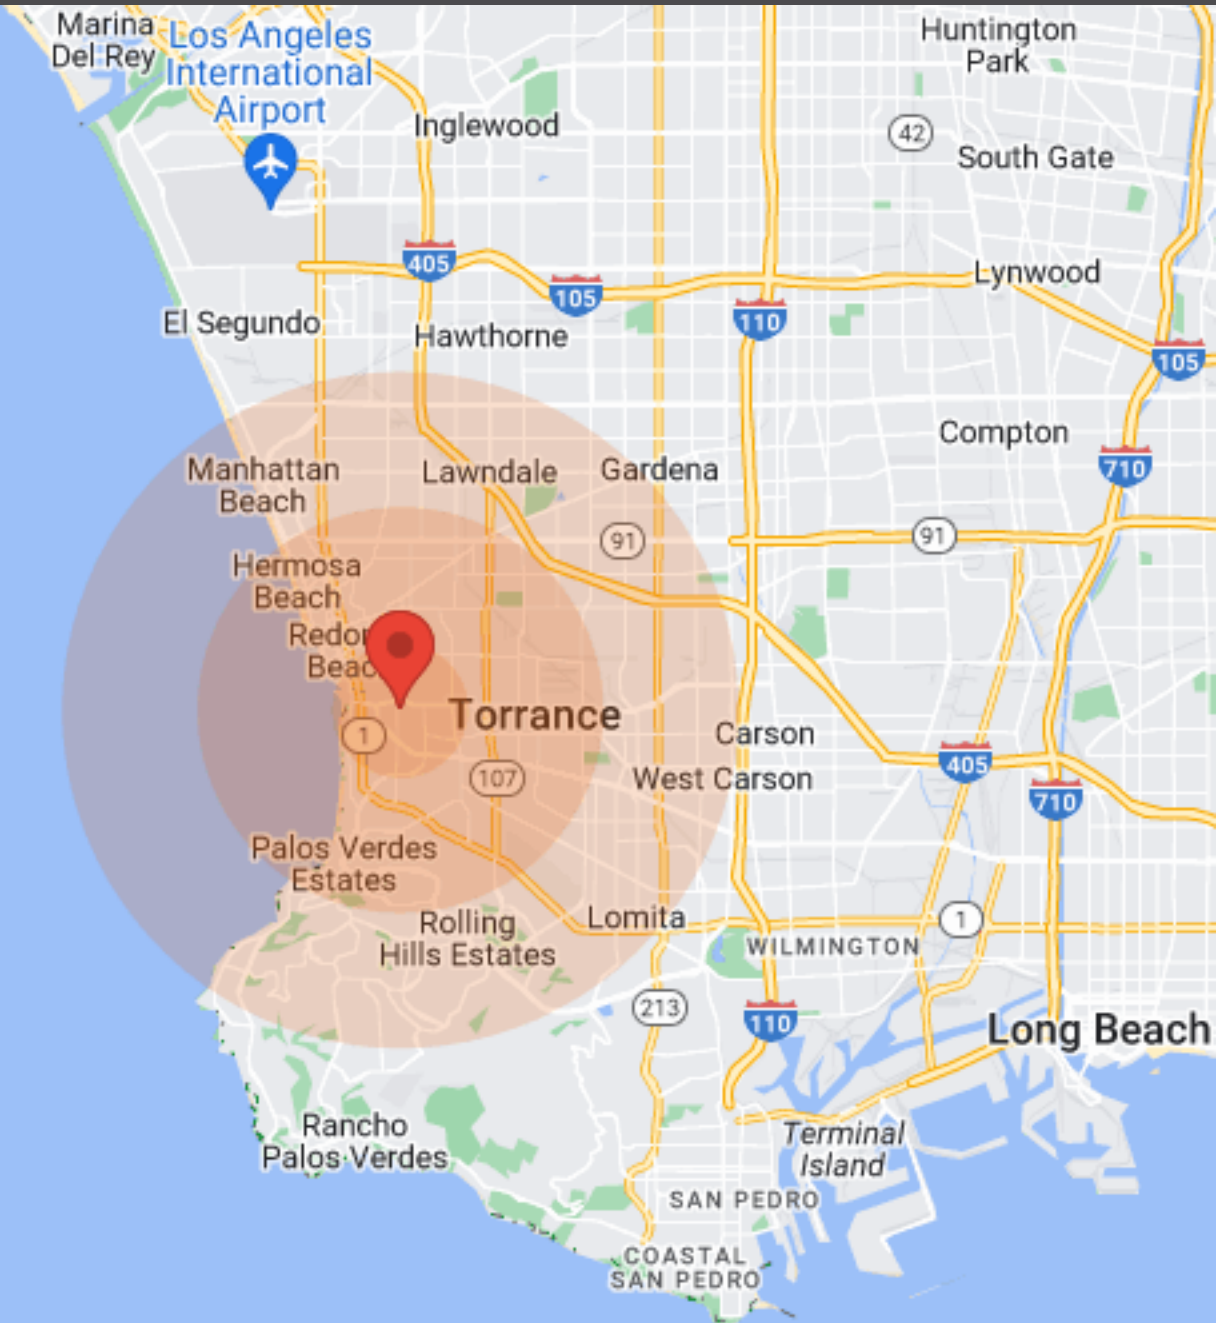 Marina
Del Rey
Los Angeles
International
Airport
Huntington
Park
Inglewood
42
South Gate
405
105
Lynwood
110
El Segundo
Hawthorne
105
Compton
710
Manhattan
Beach
Lawndale
Gardena
91
91
Hermosa
Beach
Torrance
1
Carson
405
107
West Carson
710
Palos Verdes
Estates
Rolling
Hills Estates
Lomita
1
WILMINGTON
213
110
Long Beach
Rancho
Palos Verdes
Terminal
Island
SAN PEDRO
COASTAL
SAN PEDRO